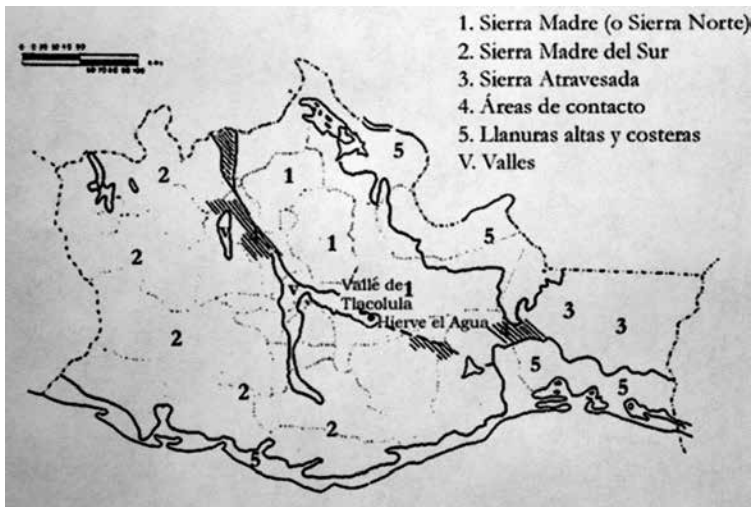 1. Sierra Madre (o Sierra Norte)
2. Sierra Madre del Sur
3. Sierra Atravesada
4. Áreas de contacto
5. Llanuras altas y costeras
V. Valles
5
2
1
V
5
1
2
Valle de
Tlacolula
V
1
3
Hierve el Agua
3
2
5
5
2
2
5